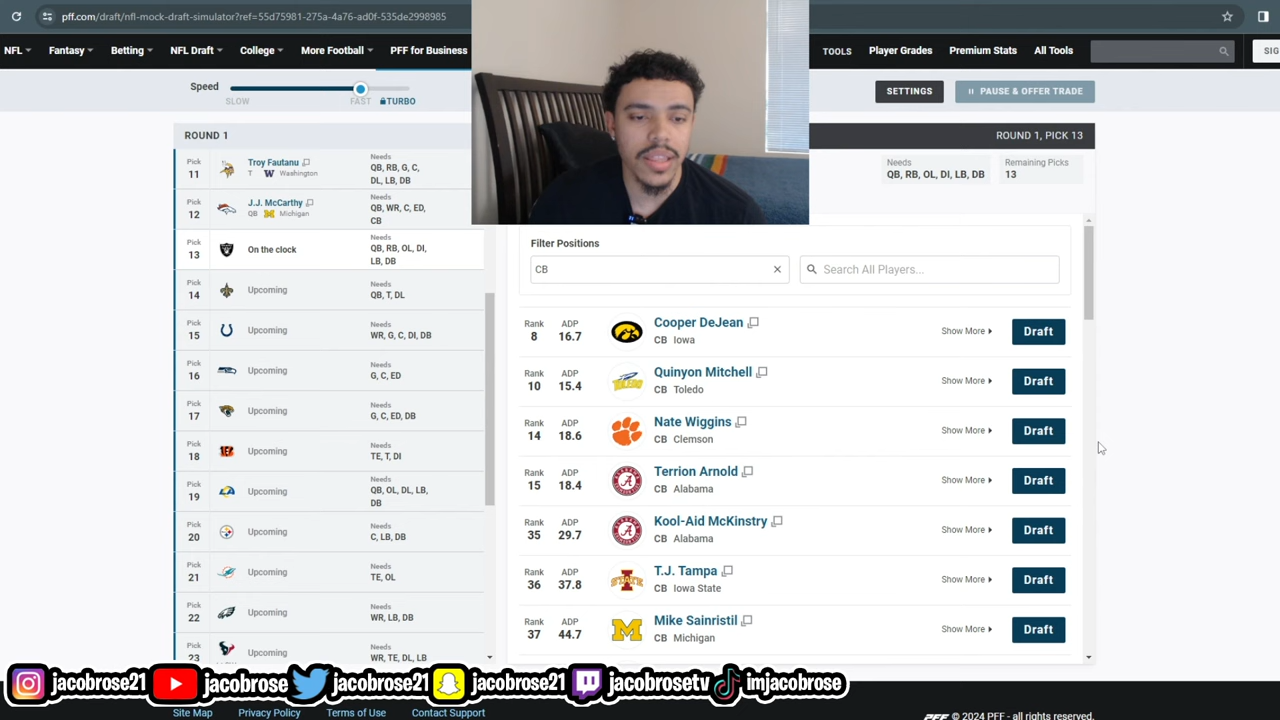 pff.com/draft/nfl-mock-draft-simulator?ref=55d75981-275a-4a76-ad0f-535de2998985
NFL Fantasy Betting NFL Draft College More Football PFF for Business TOOLS Player Grades Premium Stats All Tools SIG
Speed
SLOW FAST TURBO
SETTINGS PAUSE & OFFER TRADE
ROUND 1
ROUND 1, PICK 13
Needs
QB, RB, OL, DI, LB, DB
Remaining Picks
13
Pick
11
Troy Fautanu
T W Washington
Needs
QB, RB, G, C,
DL, LB, DB
Pick
12
J.J. McCarthy
QB M Michigan
Needs
QB, WR, C, ED,
CB
Pick
13
On the clock
Needs
QB, RB, OL, DI,
LB, DB
Pick
14
Upcoming
Needs
QB, T, DL
Pick
15
Upcoming
Needs
WR, G, C, DI, DB
Pick
16
Upcoming
Needs
G, C, ED
Pick
17
Upcoming
Needs
G, C, ED, DB
Pick
18
Upcoming
Needs
TE, T, DI
Pick
19
Upcoming
Needs
QB, OL, DL, LB,
DB
Pick
20
Upcoming
Needs
C, LB, DB
Pick
21
Upcoming
Needs
TE, OL
Pick
22
Upcoming
Needs
WR, LB, DB
Pick
23
Upcoming
Needs
WR, TE, DL, LB
Filter Positions
CB
Search All Players...
Rank
8
ADP
16.7
Cooper DeJean
CB Iowa
Show More
Draft
Rank
10
ADP
15.4
Quinyon Mitchell
CB Toledo
Show More
Draft
Rank
14
ADP
18.6
Nate Wiggins
CB Clemson
Show More
Draft
Rank
15
ADP
18.4
Terrion Arnold
CB Alabama
Show More
Draft
Rank
35
ADP
29.7
Kool-Aid McKinstry
CB Alabama
Show More
Draft
Rank
36
ADP
37.8
T.J. Tampa
CB Iowa State
Show More
Draft
STATE
Rank
37
ADP
44.7
Mike Sainristil
CB Michigan
Show More
Draft
jacobrose21 jacobrose jacobrose21 jacobrose21 jacobrosetv imjacobrose
Site Map Privacy Policy Terms of Use Contact Support
PFF © 2024 PFF - all rights reserved.